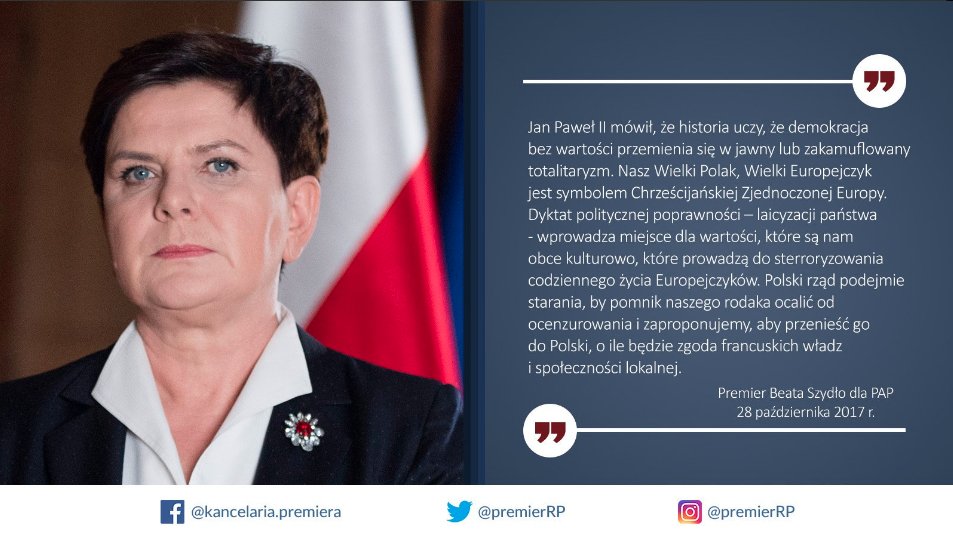 Jan Paweł II mówił, że historia uczy, że demokracja
bez wartości przemienia się w jawny lub zakamuflowany
totalitaryzm. Nasz Wielki Polak, Wielki Europejczyk
jest symbolem Chrześcijańskiej Zjednoczonej Europy.
Dyktat politycznej poprawności – laicyzacji państwa
- wprowadza miejsce dla wartości, które są nam
obce kulturowo, które prowadzą do sterroryzowania
codziennego życia Europejczyków. Polski rząd podejmie
starania, by pomnik naszego rodaka ocalić od
ocenzurowania i zaproponujemy, aby przenieść go
do Polski, o ile będzie zgoda francuskich władz
i społeczności lokalnej.
Premier Beata Szydło dla PAP
28 października 2017 r.
@kancelaria.premiera
@premierRP
@premierRP